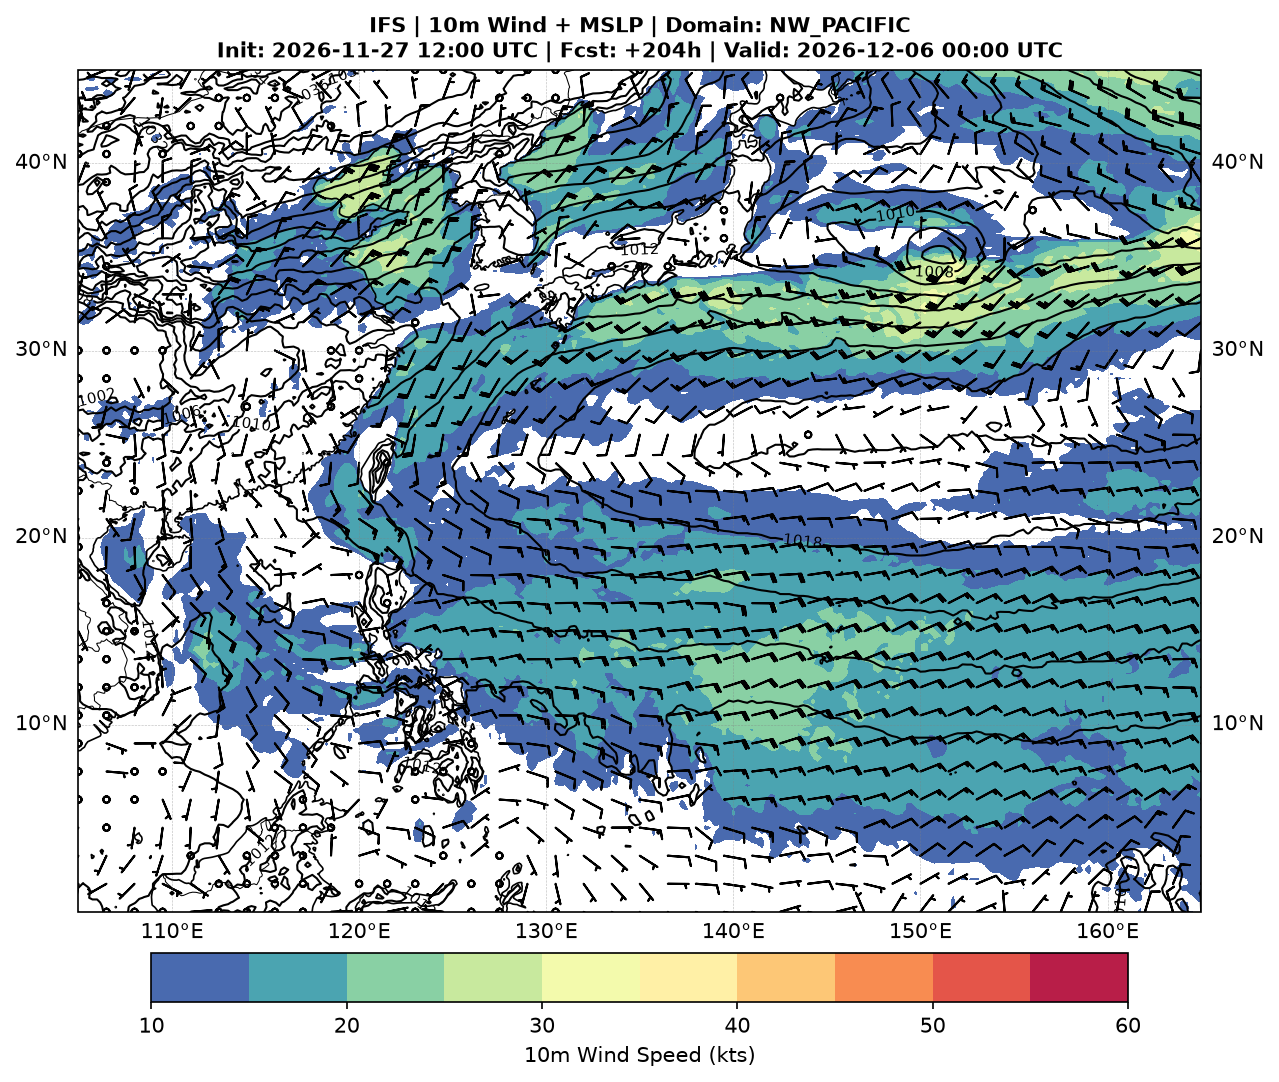 IFS | 10m Wind + MSLP | Domain: NW_PACIFIC
Init: 2026-11-27 12:00 UTC | Fcst: +204h | Valid: 2026-12-06 00:00 UTC
40°N
40°N
1010
1012
1008
30°N
30°N
1002
1010
20°N
20°N
1018
10°N
10°N
1012
110°E
120°E
130°E
140°E
150°E
160°E
10
20
30
40
50
60
10m Wind Speed (kts)